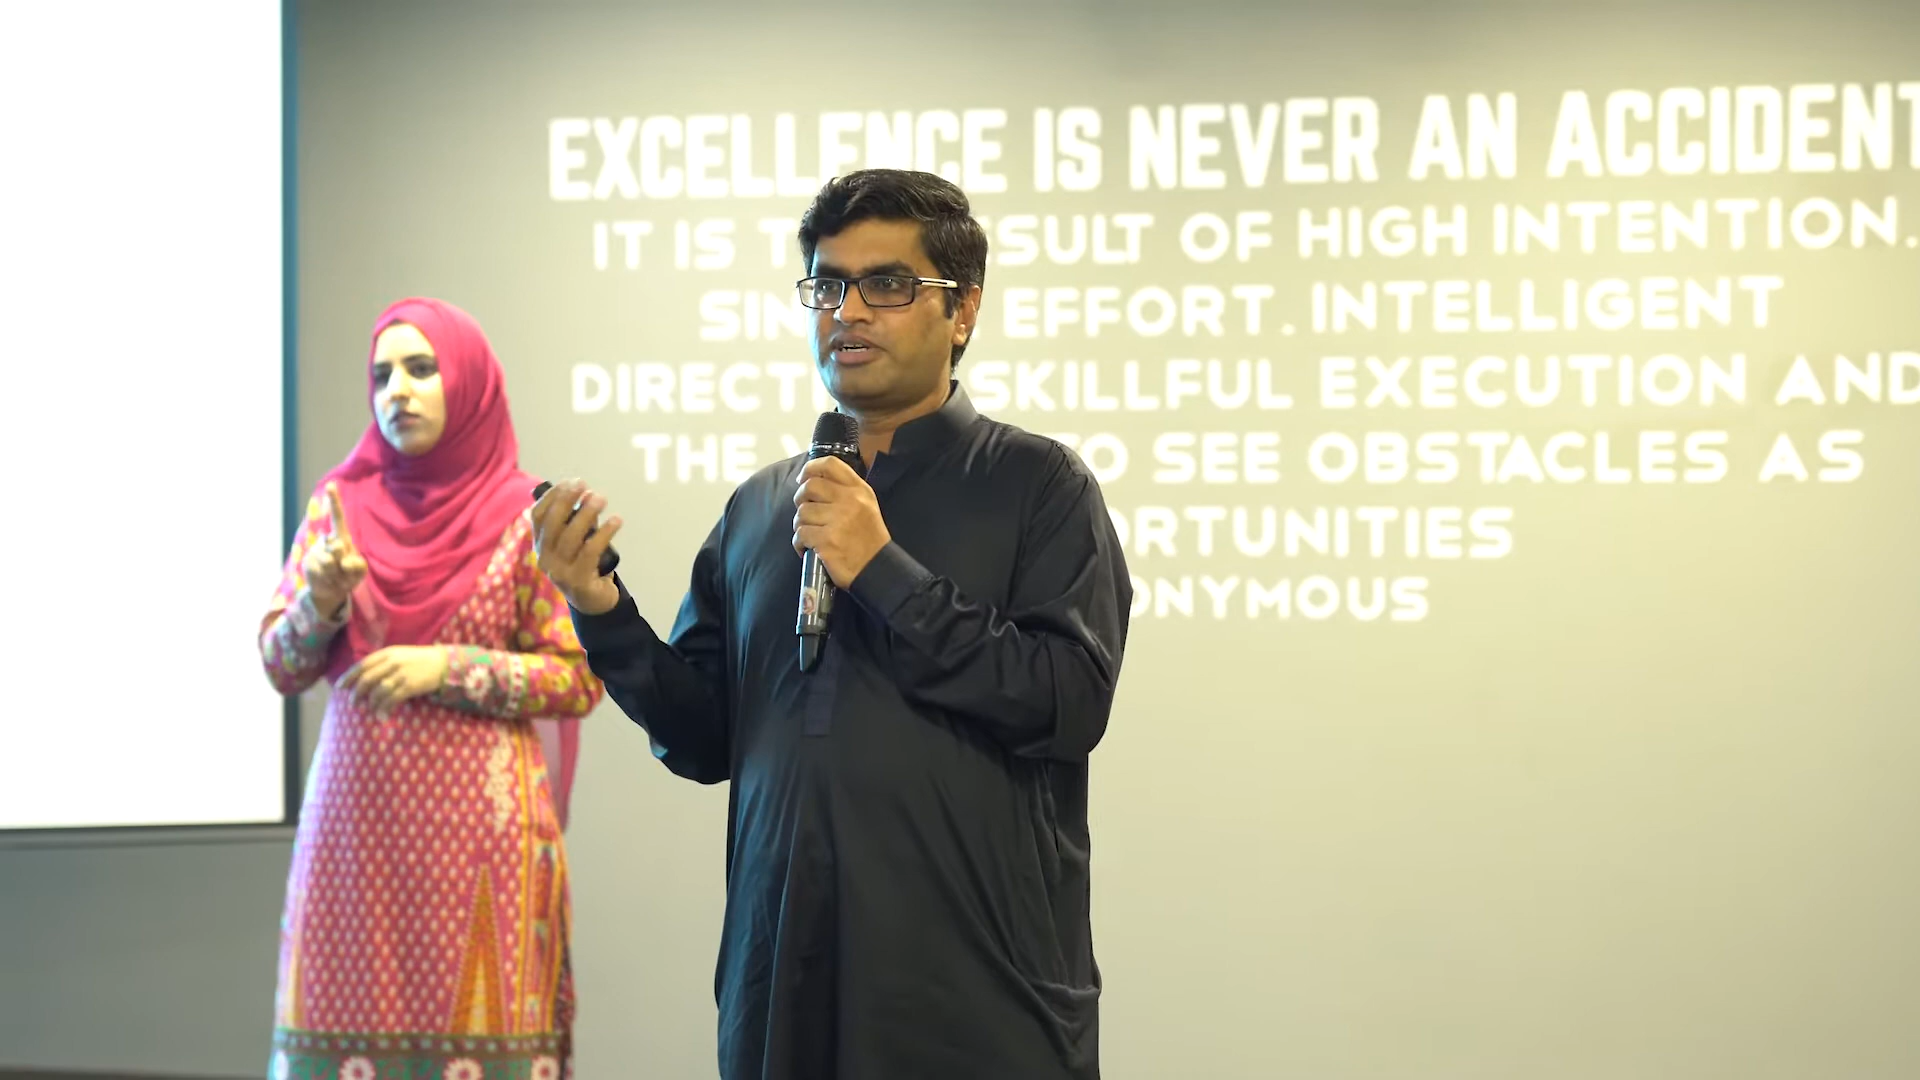 EXCELLENCE IS NEVER AN ACCIDENT
IT IS SULT OF HIGH INTENTION.
EFFORT. INTELLIGENT
SKILLFUL EXECUTION AND
THE TO SEE OBSTACLES AS
ORTUNITIES
ONYMOUS